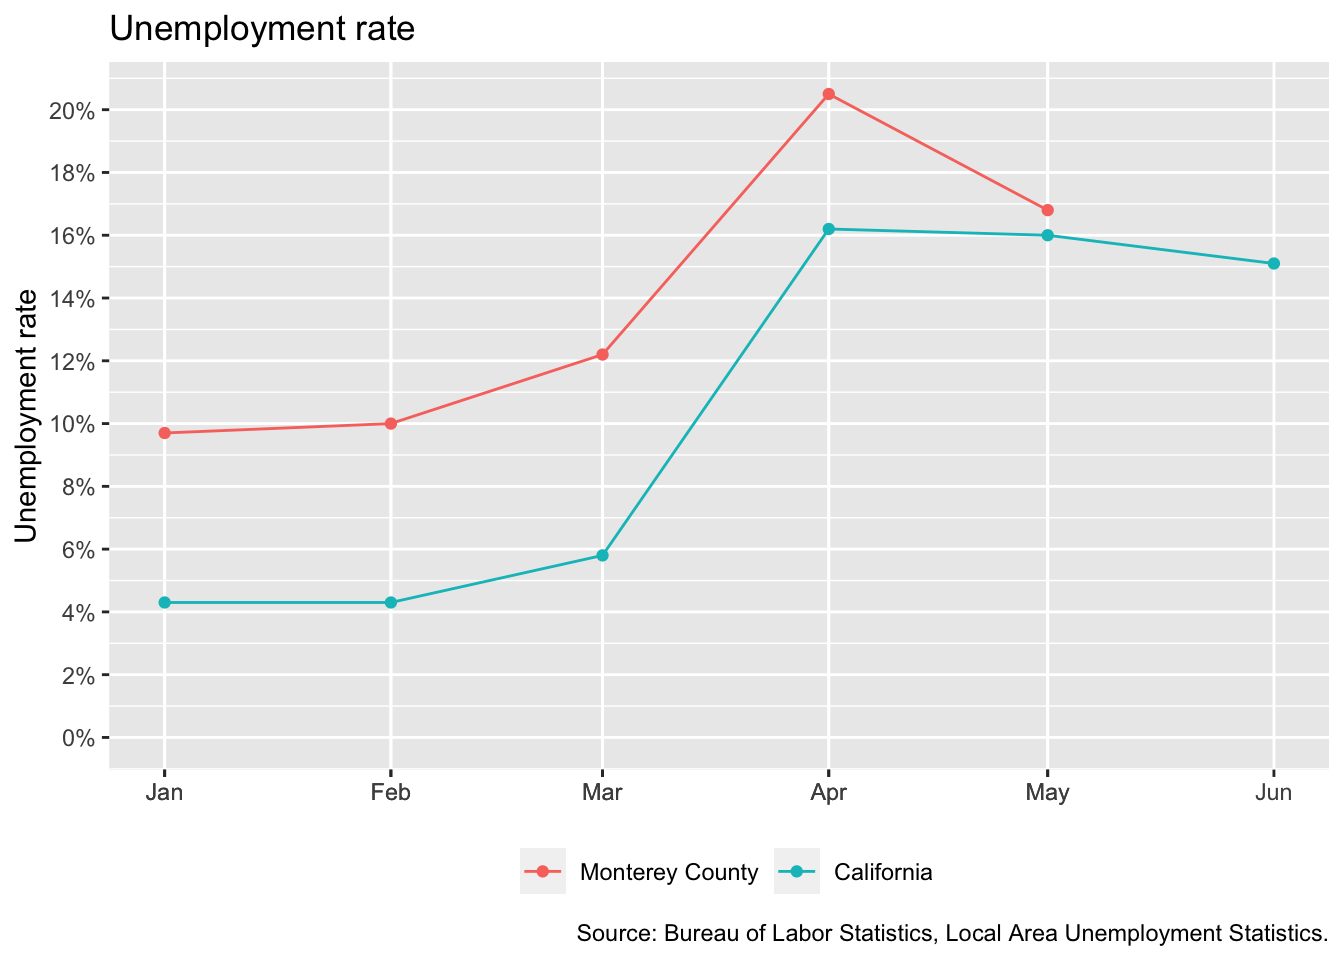 Unemployment rate
Unemployment rate
20%
18%
16%
14%
12%
10%
8%
6%
4%
2%
0%
Jan Feb Mar Apr May Jun
Monterey County California
Source: Bureau of Labor Statistics, Local Area Unemployment Statistics.